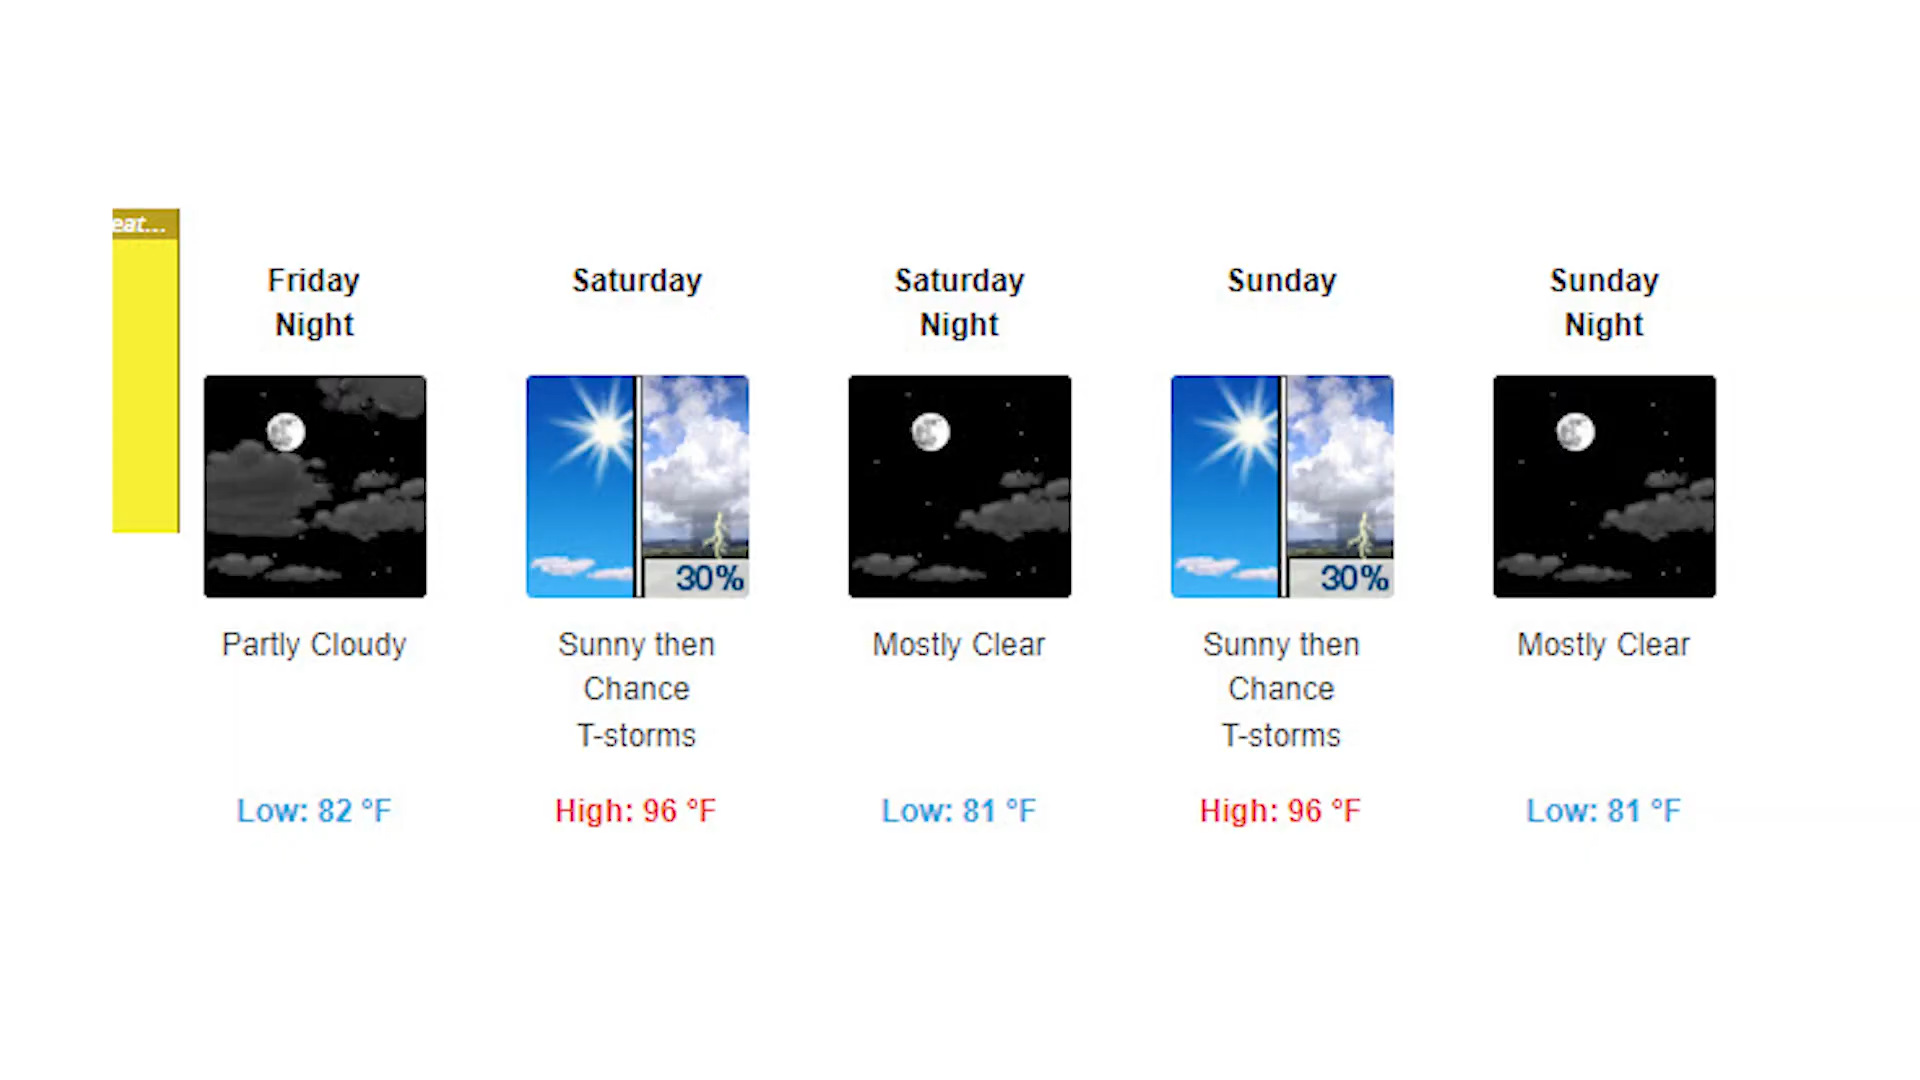 eat...
Friday
Night
Saturday
Saturday
Night
Sunday
Sunday
Night
30%
30%
Partly Cloudy
Sunny then
Chance
T-storms
Mostly Clear
Sunny then
Chance
T-storms
Mostly Clear
Low: 82 °F
High: 96 °F
Low: 81 °F
High: 96 °F
Low: 81 °F